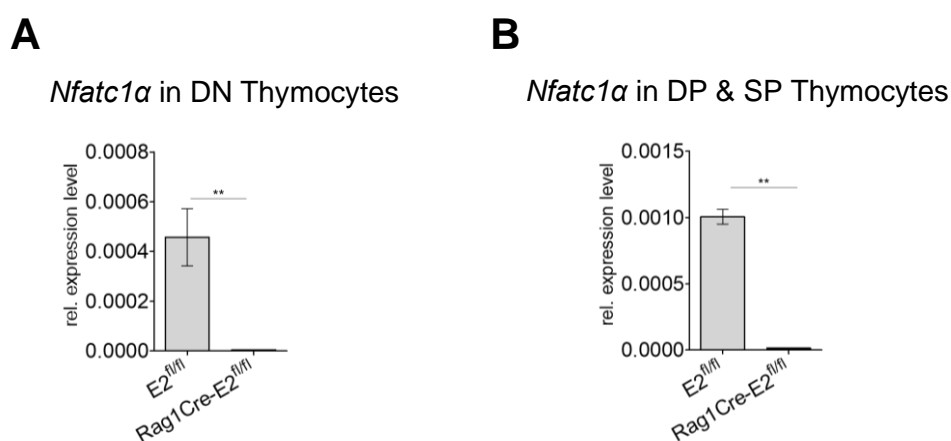 A
Nfatc1α in DN Thymocytes
rel. expression level
0.0008
0.0006
0.0004
0.0002
0.0000
**
E2fl/fl
Rag1Cre-E2fl/fl
B
Nfatc1α in DP & SP Thymocytes
rel. expression level
0.0015
0.0010
0.0005
0.0000
**
E2fl/fl
Rag1Cre-E2fl/fl